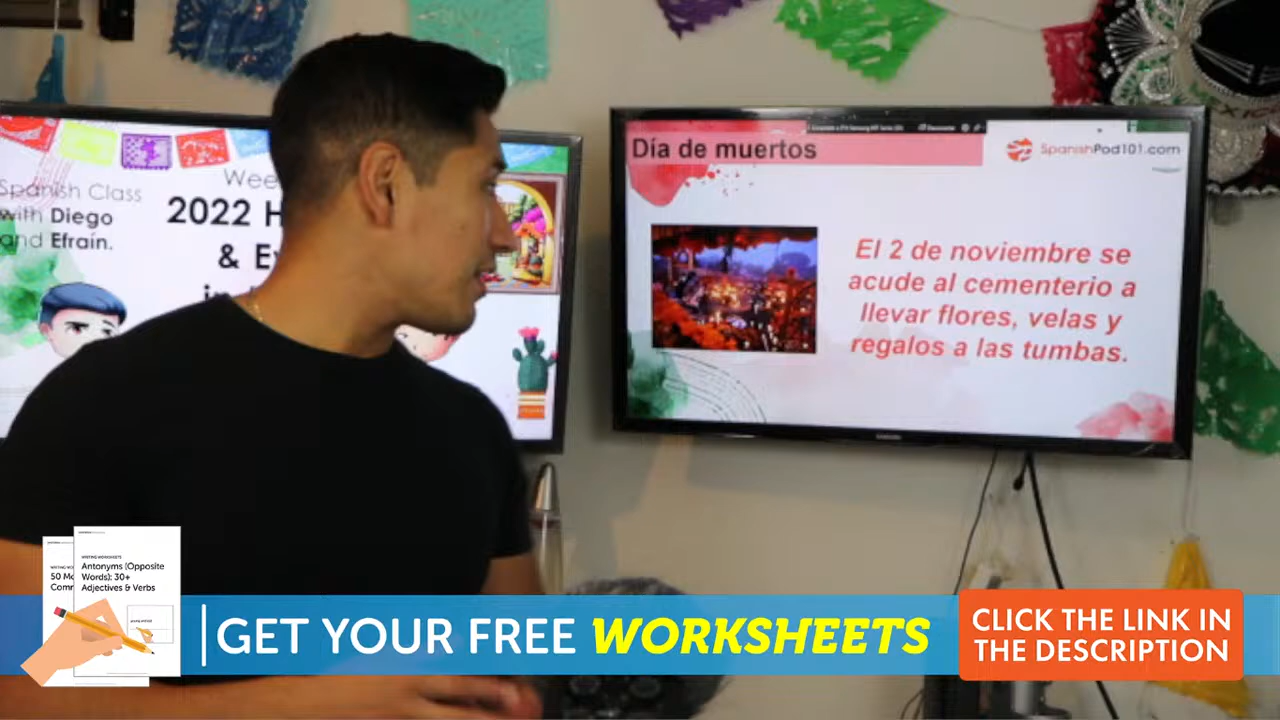 Spanish Class
with Diego
and Efraín.
2022 H
& E
Día de muertos
SpanishPod101.com
El 2 de noviembre se
acude al cementerio a
llevar flores, velas y
regalos a las tumbas.
Antonyms (Opposite
Words): 30+
Adjectives & Verbs
GET YOUR FREE WORKSHEETS
CLICK THE LINK IN
THE DESCRIPTION